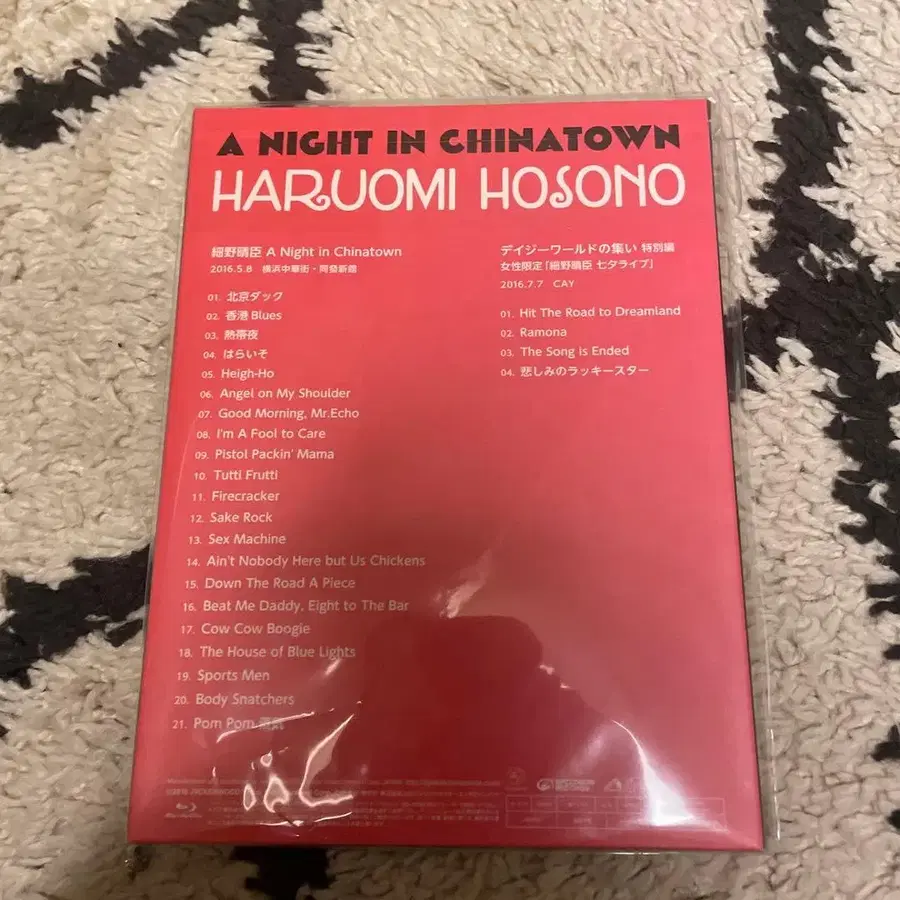 A NIGHT IN CHINATOWN
HARUOMI HOSONO
細野晴臣 A Night in Chinatown
2016.5.8 横浜中華街・同發新館
01. 北京ダック
02. 香港 Blues
03. 熱帯夜
04. はらいそ
05. Heigh-Ho
06. Angel on My Shoulder
07. Good Morning, Mr.Echo
08. I'm A Fool to Care
09. Pistol Packin' Mama
10. Tutti Frutti
11. Firecracker
12. Sake Rock
13. Sex Machine
14. Ain't Nobody Here but Us Chickens
15. Down The Road A Piece
16. Beat Me Daddy, Eight to The Bar
17. Cow Cow Boogie
18. The House of Blue Lights
19. Sports Men
20. Body Snatchers
21. Pom Pom 蒸気
デイジーワールドの集い 特別編
女性限定「細野晴臣 七夕ライブ」
2016.7.7 CAY
01. Hit The Road to Dreamland
02. Ramona
03. The Song is Ended
04. 悲しみのラッキースター